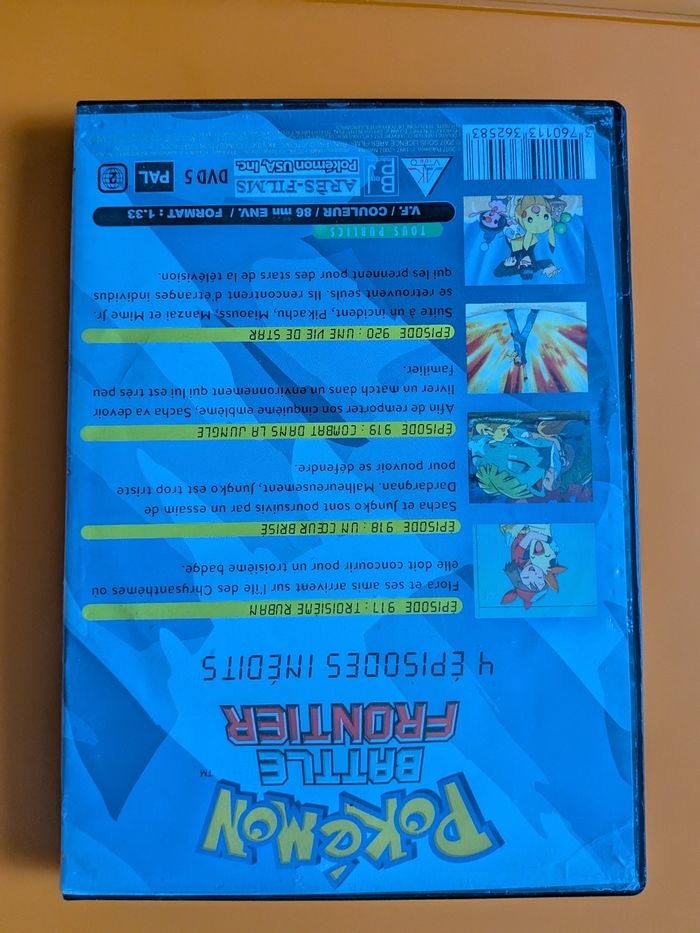 POKéMON
BATTLE
FRONTIER
TM
4 ÉPISODES INÉDITS
ÉPISODE 917 : TROISIÈME RUBAN
Flora et ses amis arrivent sur l'île des Chrysanthèmes où
elle doit concourir pour un troisième badge.
ÉPISODE 918 : UN CŒUR BRISÉ
Sacha et Jungko sont poursuivis par un essaim de
Dardargnan. Malheureusement, Jungko est trop triste
pour pouvoir se défendre.
ÉPISODE 919 : COMBAT DANS LA JUNGLE
Afin de remporter son cinquième emblème, Sacha va devoir
livrer un match dans un environnement qui lui est très peu
familier.
ÉPISODE 920 : UNE VIE DE STAR
Suite à un incident, Pikachu, Miaouss, Manzai et Mime Jr.
se retrouvent seuls. Ils rencontrent d'étranges individus
qui les prennent pour des stars de la télévision.
TOUS PUBLICS
V.F. / COULEUR / 86 mn ENV. / FORMAT : 1.33
ARÈS-FILMS
Pokémon USA, Inc.
DVD 5
PAL
2
3 760113 362583